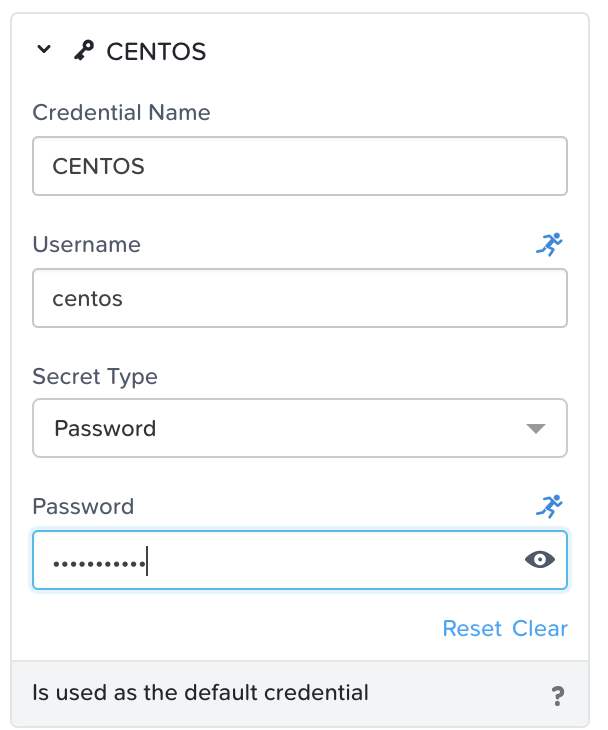 CENTOS
Credential Name
CENTOS
Username
centos
Secret Type
Password
Password
•••••••••••
Reset Clear
Is used as the default credential ?